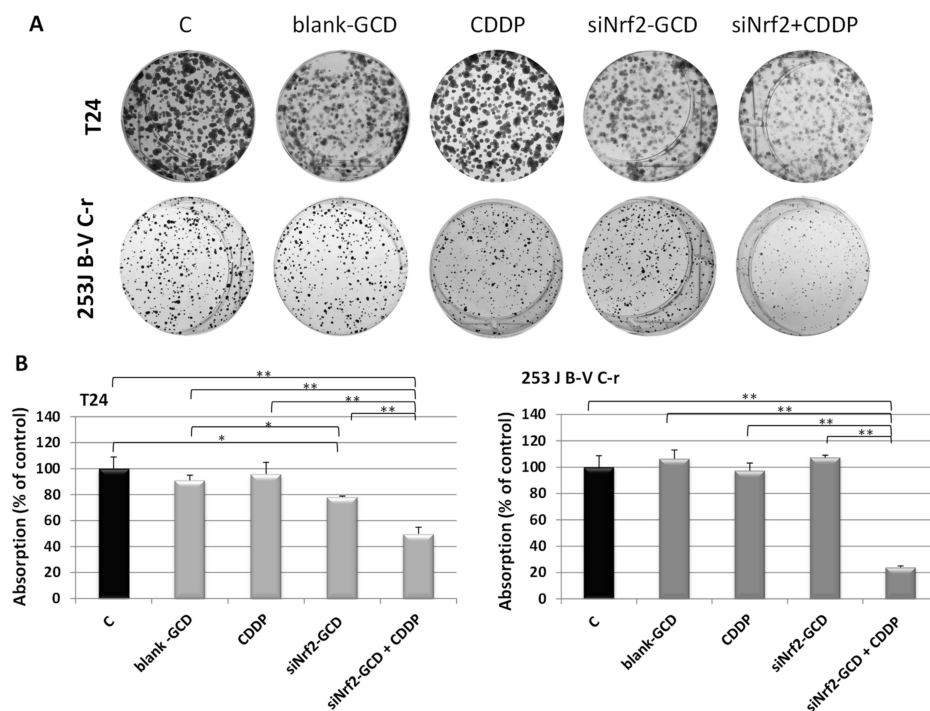 A
C blank-GCD CDDP siNrf2-GCD siNrf2+CDDP
T24
253J B-V C-r
B
T24
**
**
**
**
*
*
Absorption (% of control)
140
120
100
80
60
40
20
0
C
blank -GCD
CDDP
siNrf2-GCD
siNrf2-GCD + CDDP
253 J B-V C-r
**
**
**
**
Absorption (% of control)
140
120
100
80
60
40
20
0
C
blank-GCD
CDDP
siNrf2-GCD
siNrf2-GCD + CDDP